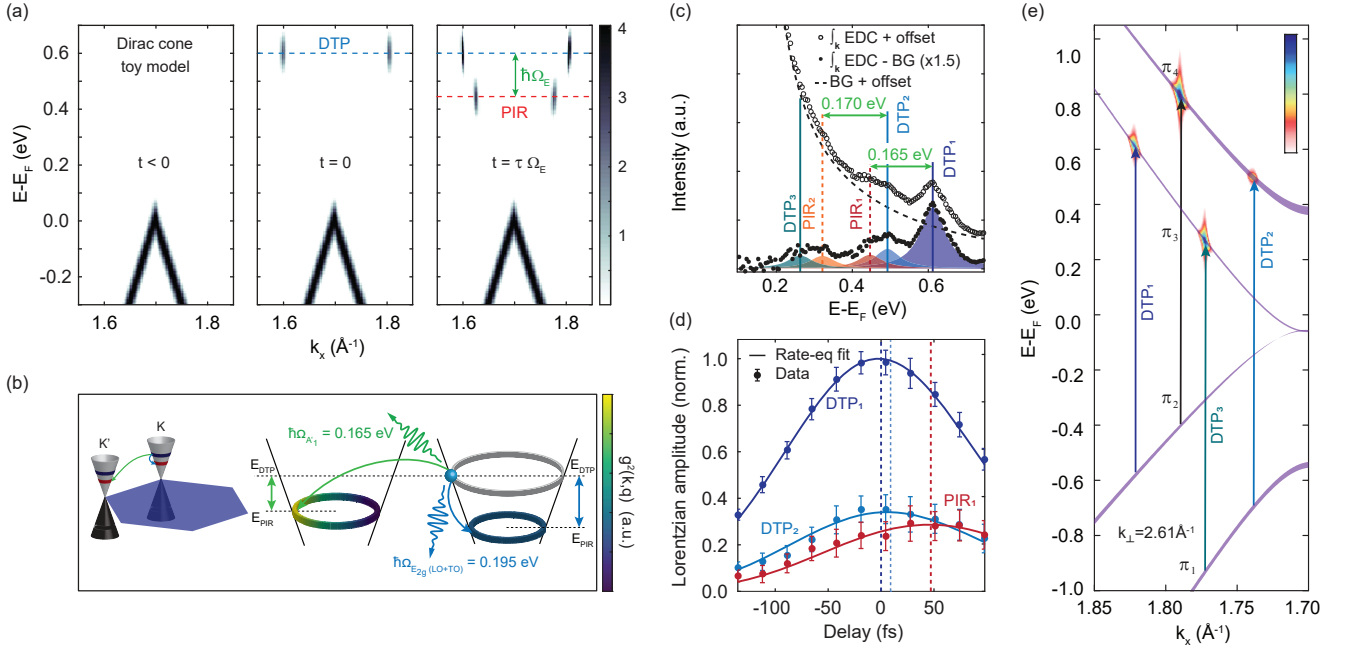 (a)
Dirac cone
toy model
t < 0
DTP
t = 0
ħΩE
PIR
t = τ ΩE
E-EF (eV)
0.6
0.4
0.2
0.0
-0.2
1.6
1.8
1.6
1.8
1.6
1.8
kx (Å-1)
4
3
2
1
(b)
K'
K
ħΩA'1 = 0.165 eV
EDTP
EPIR
EDTP
EPIR
ħΩE2g (LO+TO) = 0.195 eV
g2(k,q) (a.u.)
(c)
∫k EDC + offset
∫k EDC - BG (x1.5)
BG + offset
0.170 eV
0.165 eV
DTP3
PIR2
PIR1
DTP2
DTP1
Intensity (a.u.)
0.2
0.4
0.6
E-EF (eV)
(d)
Rate-eq fit
Data
DTP1
DTP2
PIR1
Lorentzian amplitude (norm.)
1.0
0.8
0.6
0.4
0.2
0.0
-100
-50
0
50
Delay (fs)
(e)
π4
π3
π2
π1
DTP1
DTP3
DTP2
k⊥=2.61Å-1
E-EF (eV)
1.0
0.8
0.6
0.4
0.2
0.0
-0.2
-0.4
-0.6
-0.8
-1.0
1.85
1.80
1.75
1.70
kx (Å-1)